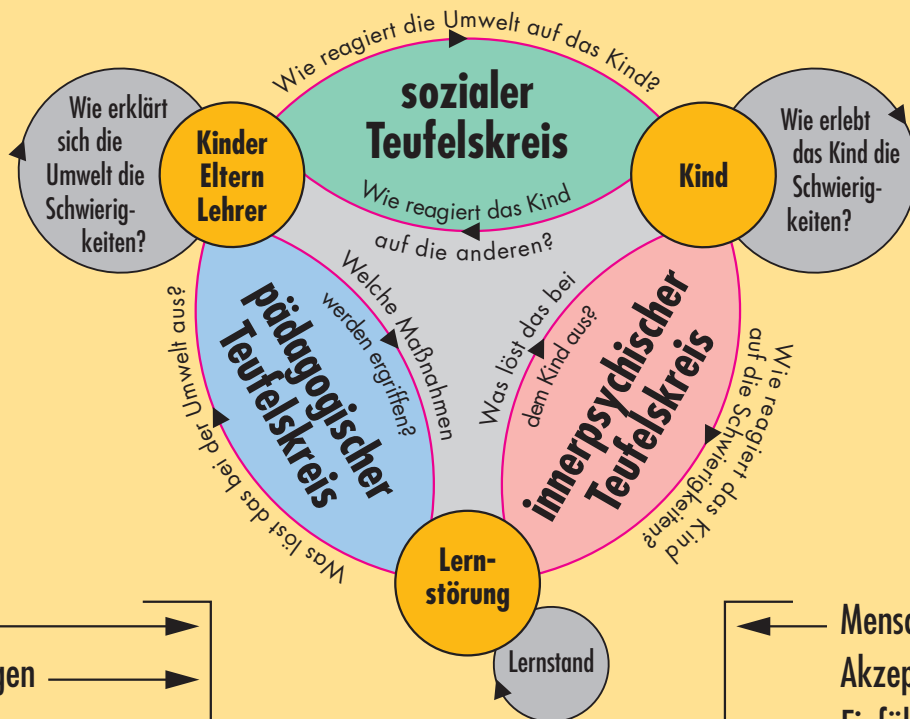 Wie reagiert die Umwelt auf das Kind?
sozialer
Teufelskreis
Wie reagiert das Kind
auf die anderen?
Wie erklärt
sich die
Umwelt die
Schwierig-
keiten?
Kinder
Eltern
Lehrer
Kind
Wie erlebt
das Kind die
Schwierig-
keiten?
pädagogischer
Teufelskreis
Welche Maßnahmen
werden ergriffen?
Was löst das bei der Umwelt aus?
Was löst das bei
dem Kind aus?
innerpsychischer
Teufelskreis
Wie reagiert das Kind
auf die Schwierigkeiten?
Lern-
störung
Lernstand
gen
Mensc
Akzep